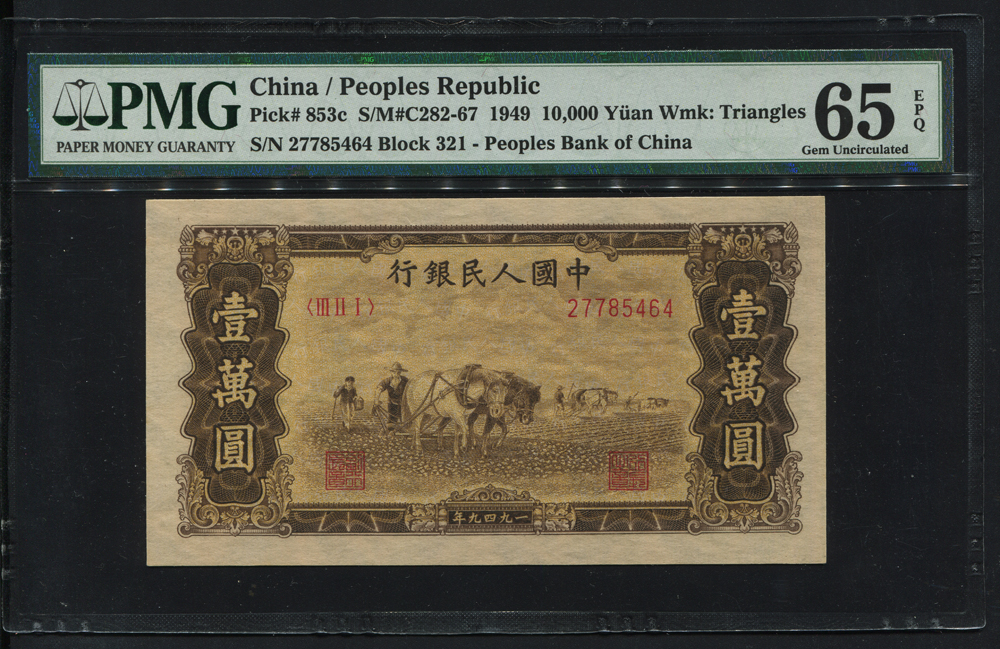 PMG
PAPER MONEY GUARANTY
China / Peoples Republic
Pick# 853c S/M#C282-67 1949 10,000 Yüan Wmk: Triangles
S/N 27785464 Block 321 - Peoples Bank of China
65
EPQ
Gem Uncirculated
行銀民人國中
〈III II I〉
27785464
壹萬圓
壹萬圓
年九四九一